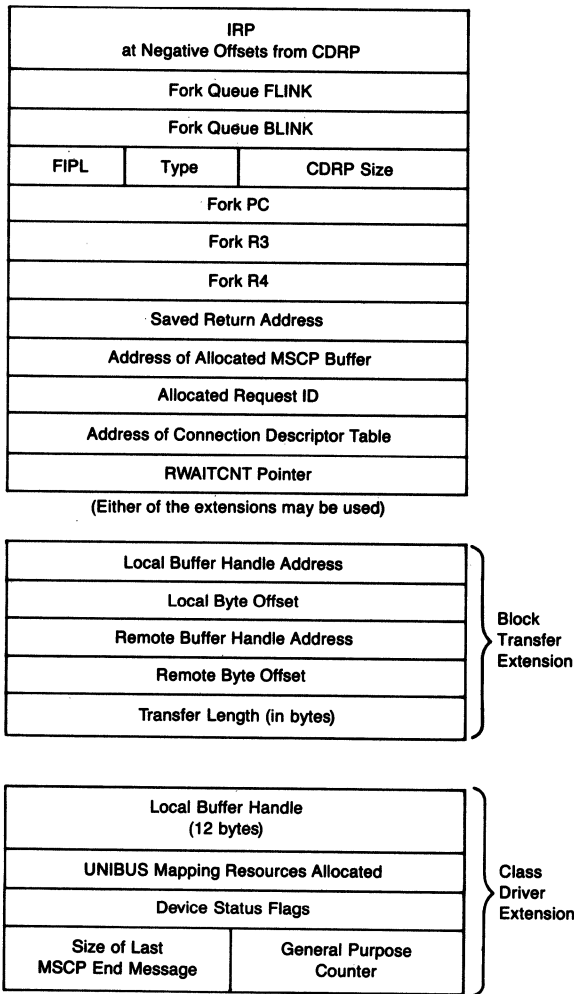 IRP
at Negative Offsets from CDRP
Fork Queue FLINK
Fork Queue BLINK
FIPL
Type
CDRP Size
Fork PC
Fork R3
Fork R4
Saved Return Address
Address of Allocated MSCP Buffer
Allocated Request ID
Address of Connection Descriptor Table
RWAITCNT Pointer
(Either of the extensions may be used)
Local Buffer Handle Address
Local Byte Offset
Remote Buffer Handle Address
Remote Byte Offset
Transfer Length (in bytes)
Block
Transfer
Extension
Local Buffer Handle
(12 bytes)
UNIBUS Mapping Resources Allocated
Device Status Flags
Size of Last
MSCP End Message
General Purpose
Counter
Class
Driver
Extension